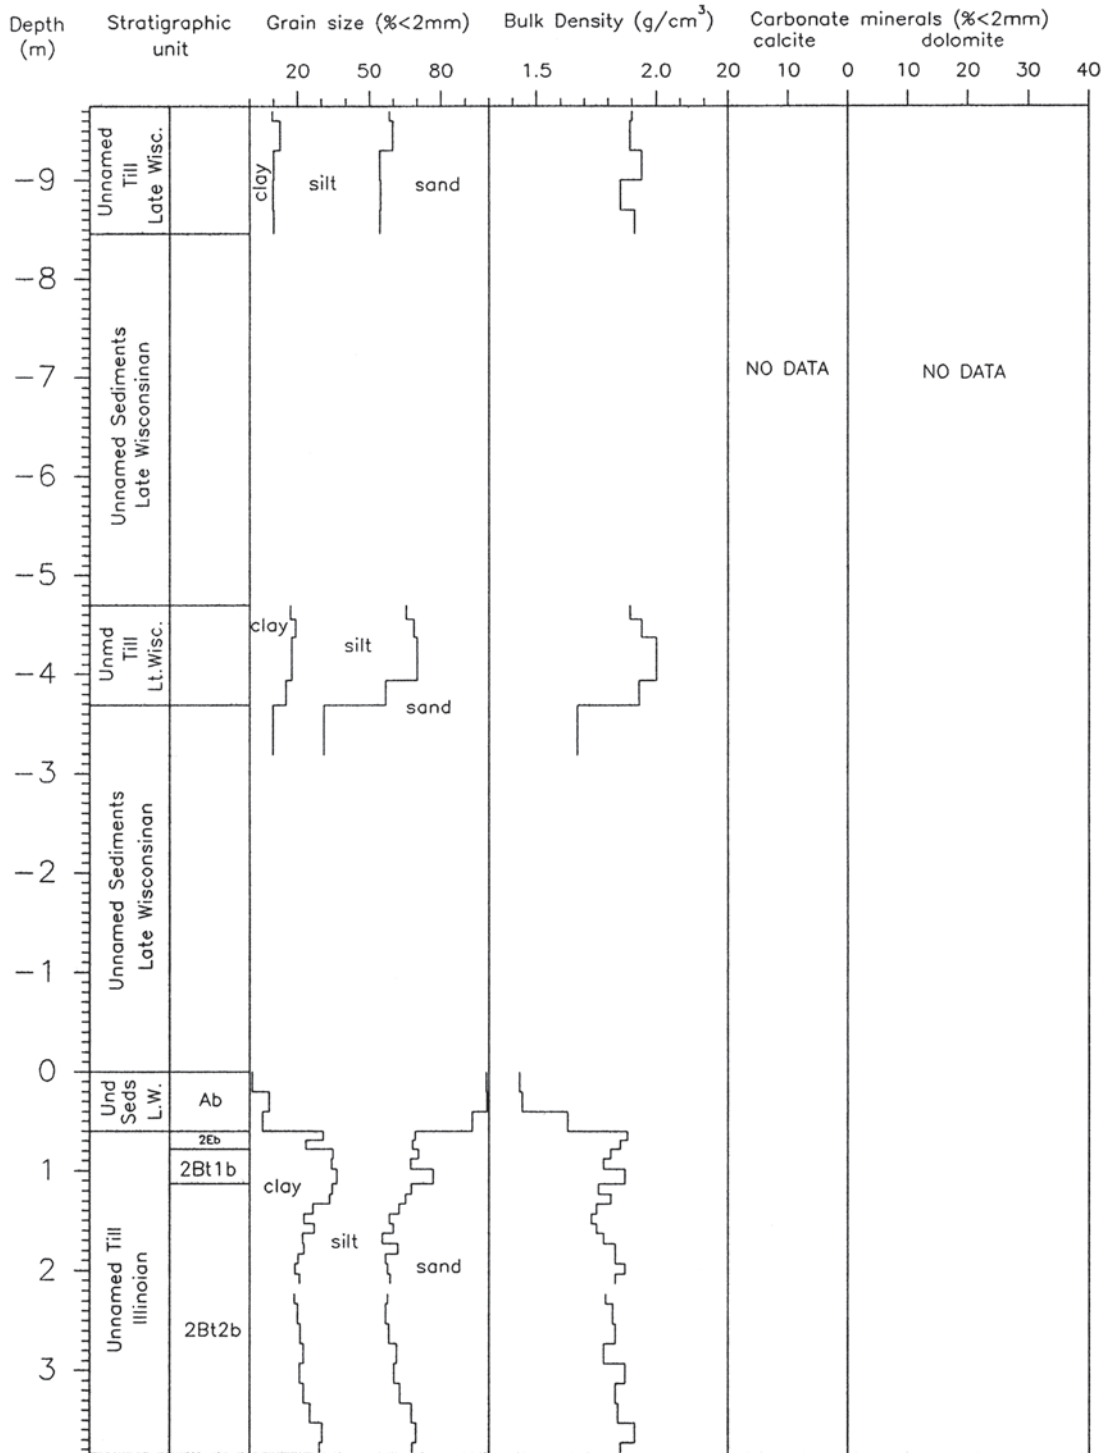 Depth
(m)
Stratigraphic
unit
Grain size (%<2mm)
20 50 80
Bulk Density (g/cm³)
1.5 2.0
Carbonate minerals (%<2mm)
calcite dolomite
20 10 0 10 20 30 40
Unnamed
Till
Late Wisc.
clay silt sand
-9
-8
Unnamed Sediments
Late Wisconsinan
-7
NO DATA NO DATA
-6
-5
Unmd
Till
Lt.Wisc.
clay
silt
-4
sand
-3
Unnamed Sediments
Late Wisconsinan
-2
-1
0
Und
Seds
L.W.
Ab
2Eb
1
2Bt1b
clay
silt
sand
2
Unnamed Till
Illinoian
2Bt2b
3